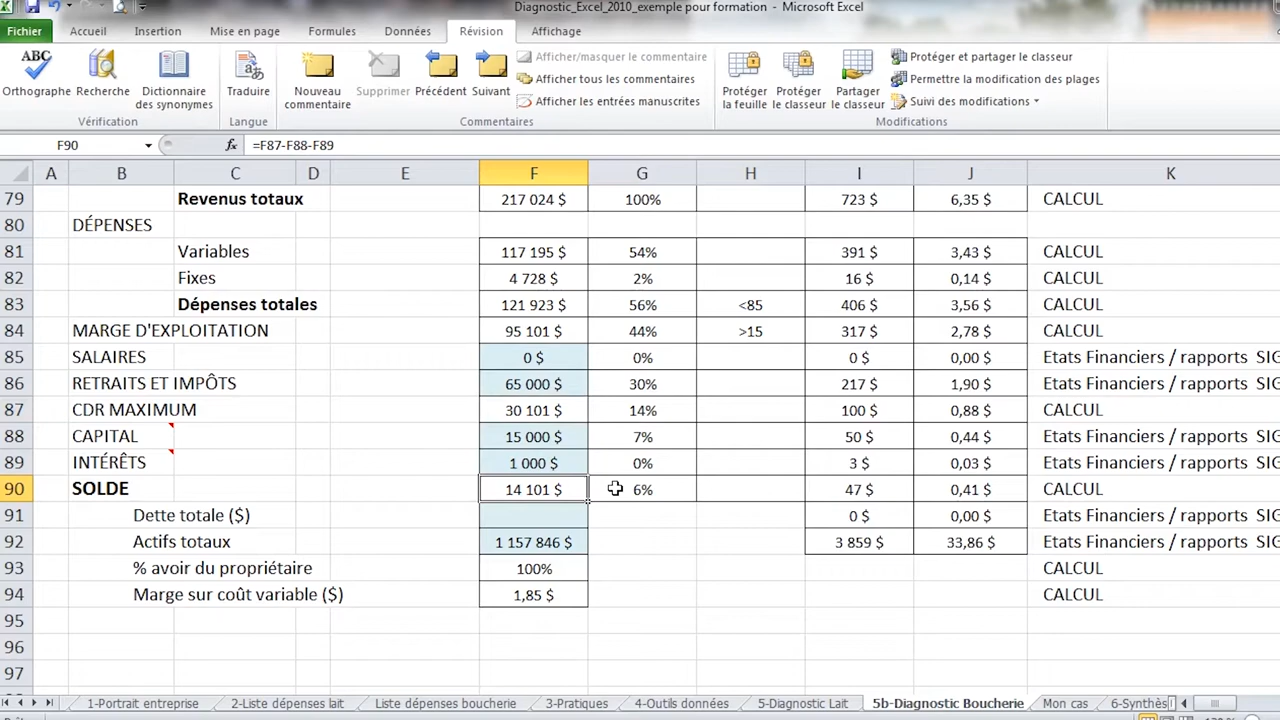 Diagnostic_Excel_2010_exemple pour formation - Microsoft Excel
Fichier Accueil Insertion Mise en page Formules Données Révision Affichage
ABC
Orthographe Recherche Dictionnaire des synonymes
Vérification
Traduire
Langue
Nouveau commentaire Supprimer Précédent Suivant
Afficher/masquer le commentaire
Afficher tous les commentaires
Afficher les entrées manuscrites
Commentaires
Protéger la feuille Protéger le classeur Partager le classeur
Protéger et partager le classeur
Permettre la modification des plages
Suivi des modifications
Modifications
F90 fx =F87-F88-F89
A B C D E F G H I J K
79 Revenus totaux 217 024 $ 100% 723 $ 6,35 $ CALCUL
80 DÉPENSES
81 Variables 117 195 $ 54% 391 $ 3,43 $ CALCUL
82 Fixes 4 728 $ 2% 16 $ 0,14 $ CALCUL
83 Dépenses totales 121 923 $ 56% <85 406 $ 3,56 $ CALCUL
84 MARGE D'EXPLOITATION 95 101 $ 44% >15 317 $ 2,78 $ CALCUL
85 SALAIRES 0 $ 0% 0 $ 0,00 $ Etats Financiers / rapports SIG
86 RETRAITS ET IMPÔTS 65 000 $ 30% 217 $ 1,90 $ Etats Financiers / rapports SIG
87 CDR MAXIMUM 30 101 $ 14% 100 $ 0,88 $ CALCUL
88 CAPITAL 15 000 $ 7% 50 $ 0,44 $ Etats Financiers / rapports SIG
89 INTÉRÊTS 1 000 $ 0% 3 $ 0,03 $ Etats Financiers / rapports SIG
90 SOLDE 14 101 $ 6% 47 $ 0,41 $ CALCUL
91 Dette totale ($) 0 $ 0,00 $ Etats Financiers / rapports SIG
92 Actifs totaux 1 157 846 $ 3 859 $ 33,86 $ Etats Financiers / rapports SIG
93 % avoir du propriétaire 100% CALCUL
94 Marge sur coût variable ($) 1,85 $ CALCUL
95
96
97
1-Portrait entreprise 2-Liste dépenses lait Liste dépenses boucherie 3-Pratiques 4-Outils données 5-Diagnostic Lait 5b-Diagnostic Boucherie Mon cas 6-Synthès